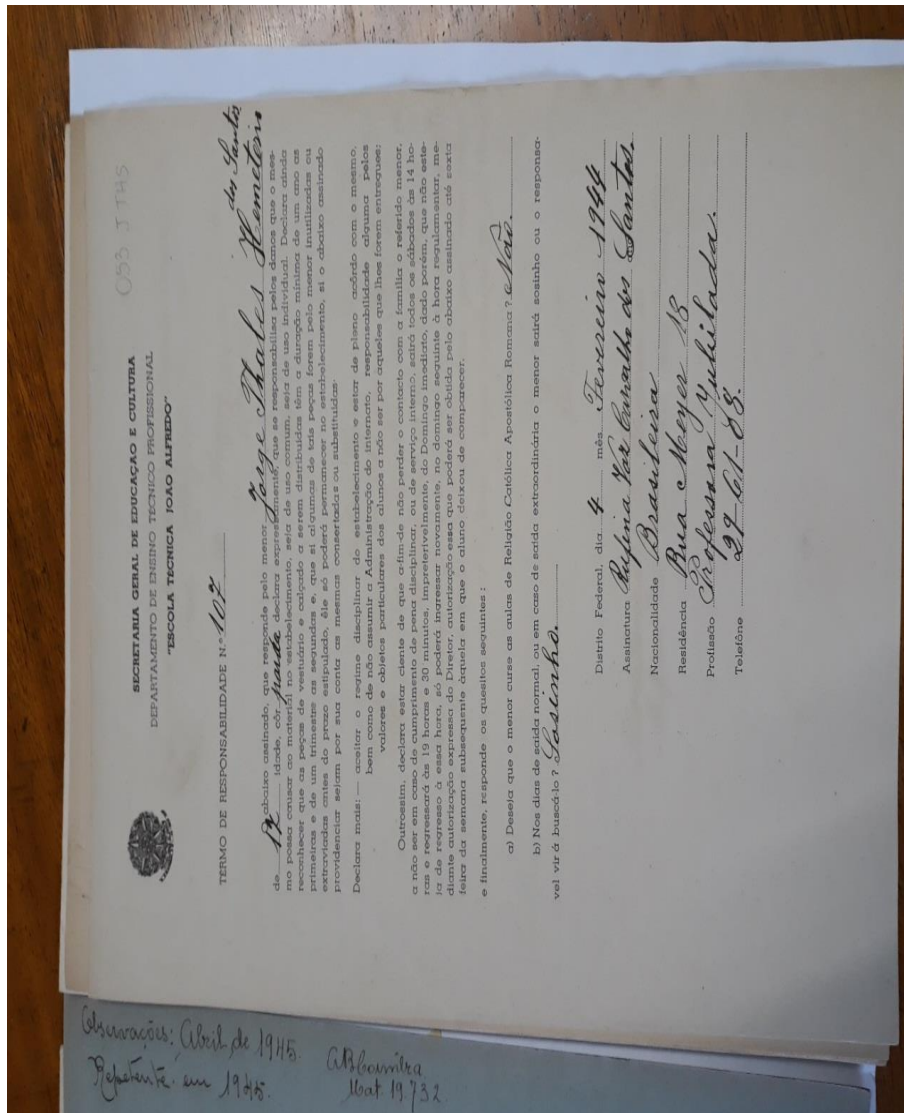 053 JTHS
SECRETARIA GERAL DE EDUCAÇÃO E CULTURA
DEPARTAMENTO DE ENSINO TÉCNICO PROFISSIONAL
"ESCOLA TÉCNICA JOÃO ALFREDO"
TERMO DE RESPONSABILIDADE N.º 107
O abaixo assinado, que responde pelo menor Jorge Thales Hemeterio dos Santos
de 12 idade, côr parda declara expressamente, que se responsabilisa pelos danos que o mes-
mo possa causar ao material no estabelecimento, seja de uso comum, seja de uso individual. Declara ainda
reconhecer que as peças de vestuário e calçado a serem distribuidas têm a duração mínima de um ano as
primeiras e de um trimestre as segundas e, que si algumas de tais peças forem pelo menor inutilizadas ou
extraviadas antes do prazo estipulado, êle só poderá permanecer no estabelecimento, si o abaixo assinado
providenciar sejam por sua conta as mesmas consertadas ou substituídas.
Declara mais: — aceitar o regime disciplinar do estabelecimento e estar de pleno acôrdo com o mesmo,
bem como de não assumir a Administração do internato, responsabilidade alguma pelos
valores e objetos particulares dos alunos a não ser por aqueles que lhes forem entregues;
Outrossim, declara estar ciente de que a-fim-de não perder o contacto com a família o referido menor,
a não ser em caso de cumprimento de pena disciplinar, ou de serviço interno, sairá todos os sábados às 14 ho-
ras e regressará às 19 horas e 30 minutos, impreterivelmente, do Domingo imediato, dado porém, que não este-
ja de regresso à essa hora, só poderá ingressar novamente, no domingo seguinte à hora regulamentar, me-
diante autorização expressa do Diretor, autorização essa que poderá ser obtida pelo abaixo assinado até sexta
feira da semana subsequente àquela em que o aluno deixou de comparecer.
e finalmente, responde os quesitos seguintes:
a) Deseja que o menor curse as aulas de Religião Católica Apostólica Romana? Não.
b) Nos dias de saída normal, ou em caso de saída extraordinária o menor sairá sosinho ou o responsa-
vel virá buscá-lo? Sosinho.
Distrito Federal, dia 4 mês Fevereiro 1944
Assinatura Rufina Vaz Carvalho dos Santos.
Nacionalidade Brasileira
Residência Rua Meyer 13
Profissão Professora Jubilada.
Telefône 29-61-88.
Observações: Abril de 1945.
Repetente em 1945.
Mat. 19.732